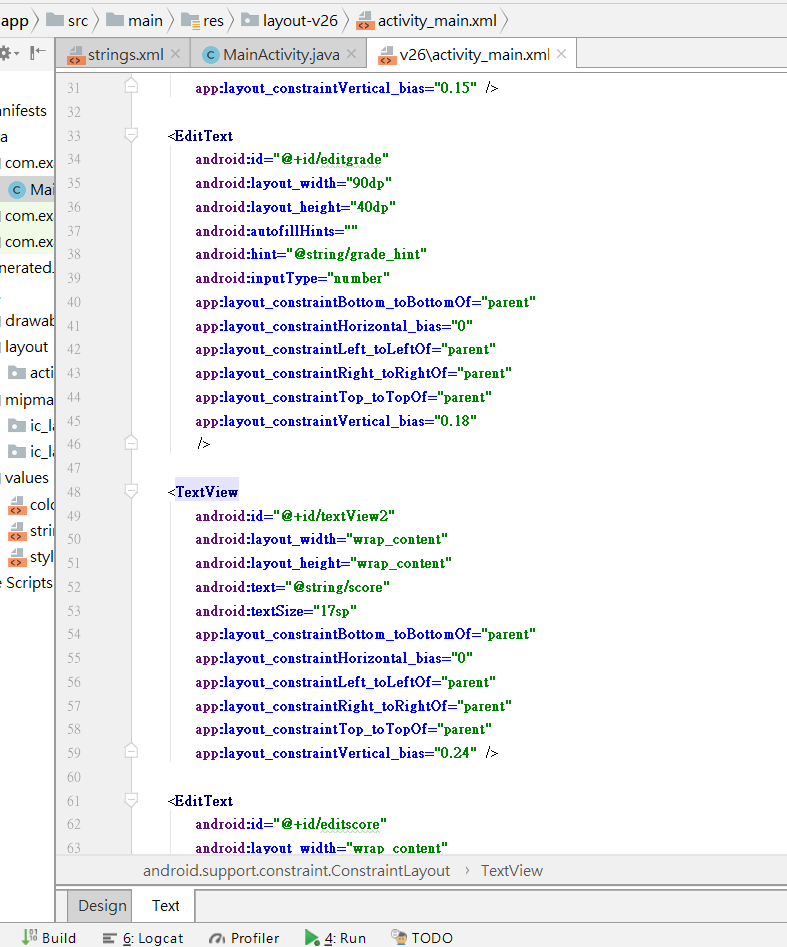 app src main res layout-v26 activity_main.xml
strings.xml MainActivity.java v26\activity_main.xml
nifests
a
com.ex
Mai
com.ex
com.ex
nerated.
drawab
layout
acti
mipma
ic_la
ic_la
values
colo
stri
styl
Scripts
31 app:layout_constraintVertical_bias="0.15" />
32
33 <EditText
34 android:id="@+id/editgrade"
35 android:layout_width="90dp"
36 android:layout_height="40dp"
37 android:autofillHints=""
38 android:hint="@string/grade_hint"
39 android:inputType="number"
40 app:layout_constraintBottom_toBottomOf="parent"
41 app:layout_constraintHorizontal_bias="0"
42 app:layout_constraintLeft_toLeftOf="parent"
43 app:layout_constraintRight_toRightOf="parent"
44 app:layout_constraintTop_toTopOf="parent"
45 app:layout_constraintVertical_bias="0.18"
46 />
47
48 <TextView
49 android:id="@+id/textView2"
50 android:layout_width="wrap_content"
51 android:layout_height="wrap_content"
52 android:text="@string/score"
53 android:textSize="17sp"
54 app:layout_constraintBottom_toBottomOf="parent"
55 app:layout_constraintHorizontal_bias="0"
56 app:layout_constraintLeft_toLeftOf="parent"
57 app:layout_constraintRight_toRightOf="parent"
58 app:layout_constraintTop_toTopOf="parent"
59 app:layout_constraintVertical_bias="0.24" />
60
61 <EditText
62 android:id="@+id/editscore"
63 android:layout_width="wrap_content"
android.support.constraint.ConstraintLayout › TextView
Design Text
Build 6: Logcat Profiler 4: Run TODO